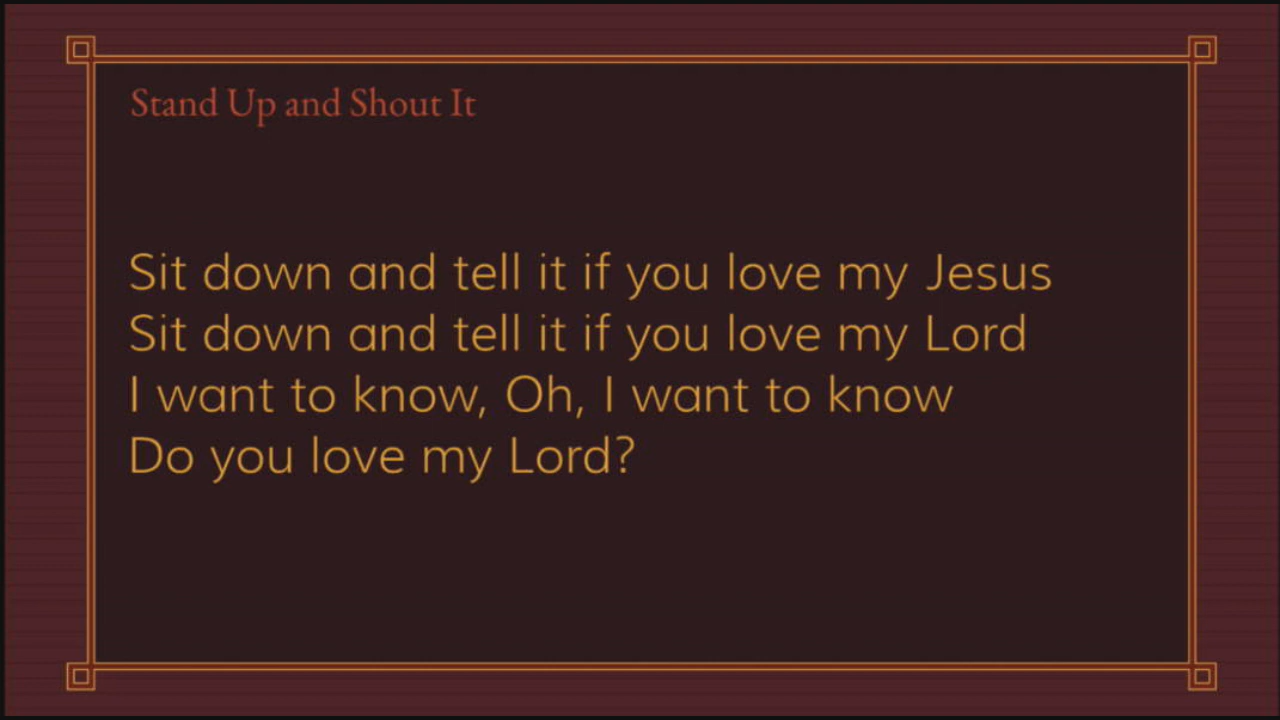 Stand Up and Shout It
Sit down and tell it if you love my Jesus
Sit down and tell it if you love my Lord
I want to know, Oh, I want to know
Do you love my Lord?